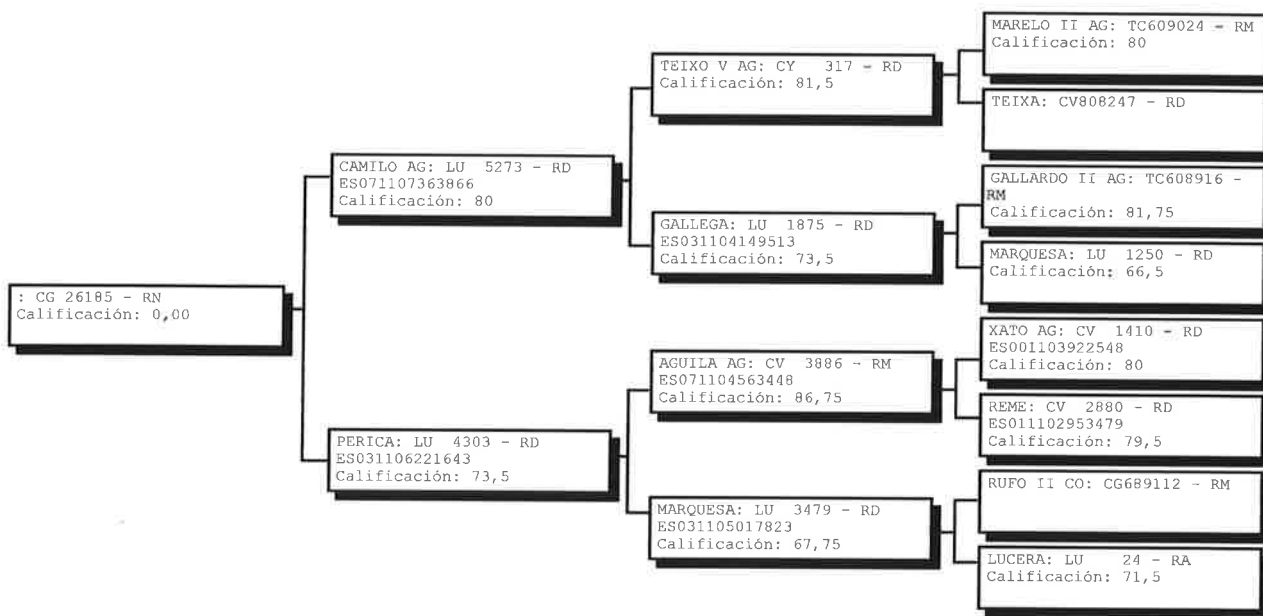 : CG 26185 - RN
Calificación: 0,00
CAMILO AG: LU 5273 - RD
ES071107363866
Calificación: 80
PERICA: LU 4303 - RD
ES031106221643
Calificación: 73,5
TEIXO V AG: CY 317 - RD
Calificación: 81,5
GALLEGA: LU 1875 - RD
ES031104149513
Calificación: 73,5
AGUILA AG: CV 3886 - RM
ES071104563448
Calificación: 86,75
MARQUESA: LU 3479 - RD
ES031105017823
Calificación: 67,75
MARELO II AG: TC609024 - RM
Calificación: 80
TEIXA: CV808247 - RD
GALLARDO II AG: TC608916 -
RM
Calificación: 81,75
MARQUESA: LU 1250 - RD
Calificación: 66,5
XATO AG: CV 1410 - RD
ES001103922548
Calificación: 80
REME: CV 2880 - RD
ES011102953479
Calificación: 79,5
RUFO II CO: CG689112 - RM
LUCERA: LU 24 - RA
Calificación: 71,5